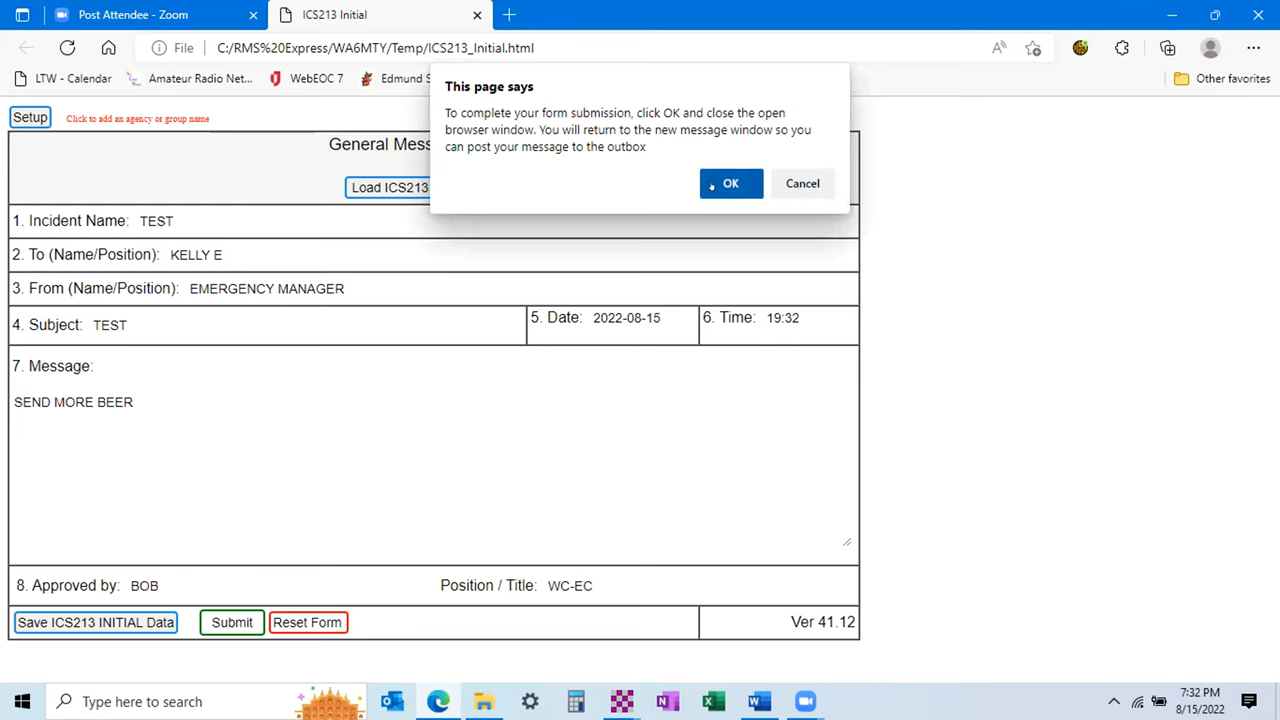 Post Attendee - Zoom
ICS213 Initial
File
C:/RMS%20Express/WA6MTY/Temp/ICS213_Initial.html
LTW - Calendar
Amateur Radio Net...
WebEOC 7
Edmund S
Other favorites
This page says
To complete your form submission, click OK and close the open
browser window. You will return to the new message window so you
can post your message to the outbox
OK
Cancel
Setup
Click to add an agency or group name
General Mess
Load ICS213
1. Incident Name: TEST
2. To (Name/Position): KELLY E
3. From (Name/Position): EMERGENCY MANAGER
4. Subject: TEST
5. Date: 2022-08-15
6. Time: 19:32
7. Message:
SEND MORE BEER
8. Approved by: BOB
Position / Title: WC-EC
Save ICS213 INITIAL Data
Submit
Reset Form
Ver 41.12
Type here to search
7:32 PM
8/15/2022